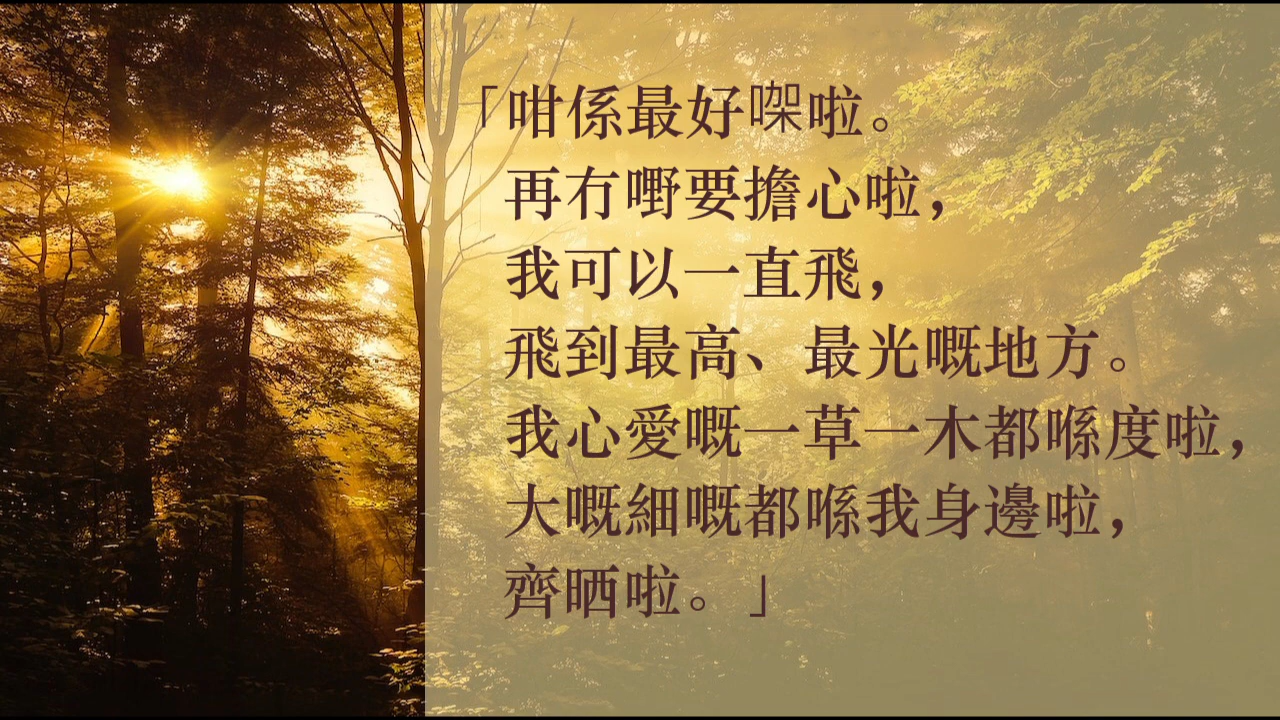 「咁係最好㗎啦。
再冇嘢要擔心啦，
我可以一直飛，
飛到最高、最光嘅地方。
我心愛嘅一草一木都喺度啦，
大嘅細嘅都喺我身邊啦，
齊晒啦。」